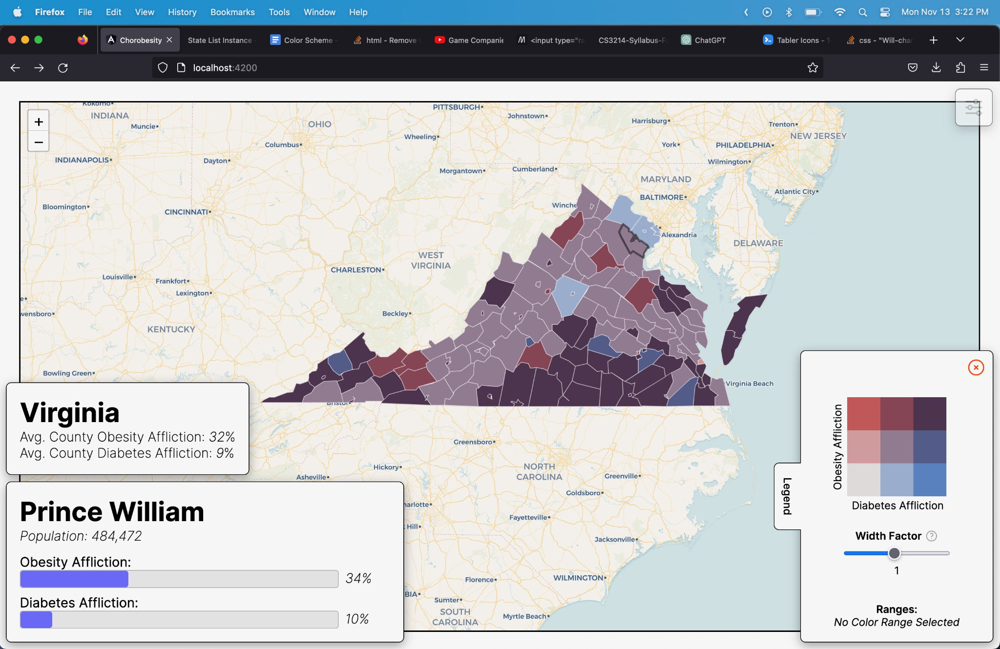 Firefox File Edit View History Bookmarks Tools Window Help
Mon Nov 13 3:22 PM
Chorobesity
State List Instance -
Color Scheme -
html - Remove
Game Companie
<input type="ra
CS3214-Syllabus-F
ChatGPT
Tabler Icons - 1
css - "Will-chan
localhost:4200
+
−
Kokomo
INDIANA
Muncie
OHIO
PITTSBURGH
Johnstown
Harrisburg
Trenton
NEW JERSEY
Wheeling
Columbus
York
PHILADELPHIA
INDIANAPOLIS
Dayton
Wilmington
Morgantown
Cumberland
MARYLAND
Atlantic City
BALTIMORE
Bloomington
CINCINNATI
Winche
Alexandria
DELAWARE
WEST
VIRGINIA
CHARLESTON
Louisville
Frankfort
Lexington
e
wensboro
Beckley
KENTUCKY
Bowling Green
Virginia Beach
Bristol
Greensboro
Hickory
NORTH
CAROLINA
Asheville
Greenville
Goldsboro
harlotte
Fayetteville
Hill
Jacksonville
Florence
WILMINGTON
BIA
Sumter
SOUTH
CAROLINA
Myrtle Beach
Virginia
Avg. County Obesity Affliction: 32%
Avg. County Diabetes Affliction: 9%
Prince William
Population: 484,472
Obesity Affliction:
34%
Diabetes Affliction:
10%
Legend
Obesity Affliction
Diabetes Affliction
Width Factor ?
1
Ranges:
No Color Range Selected